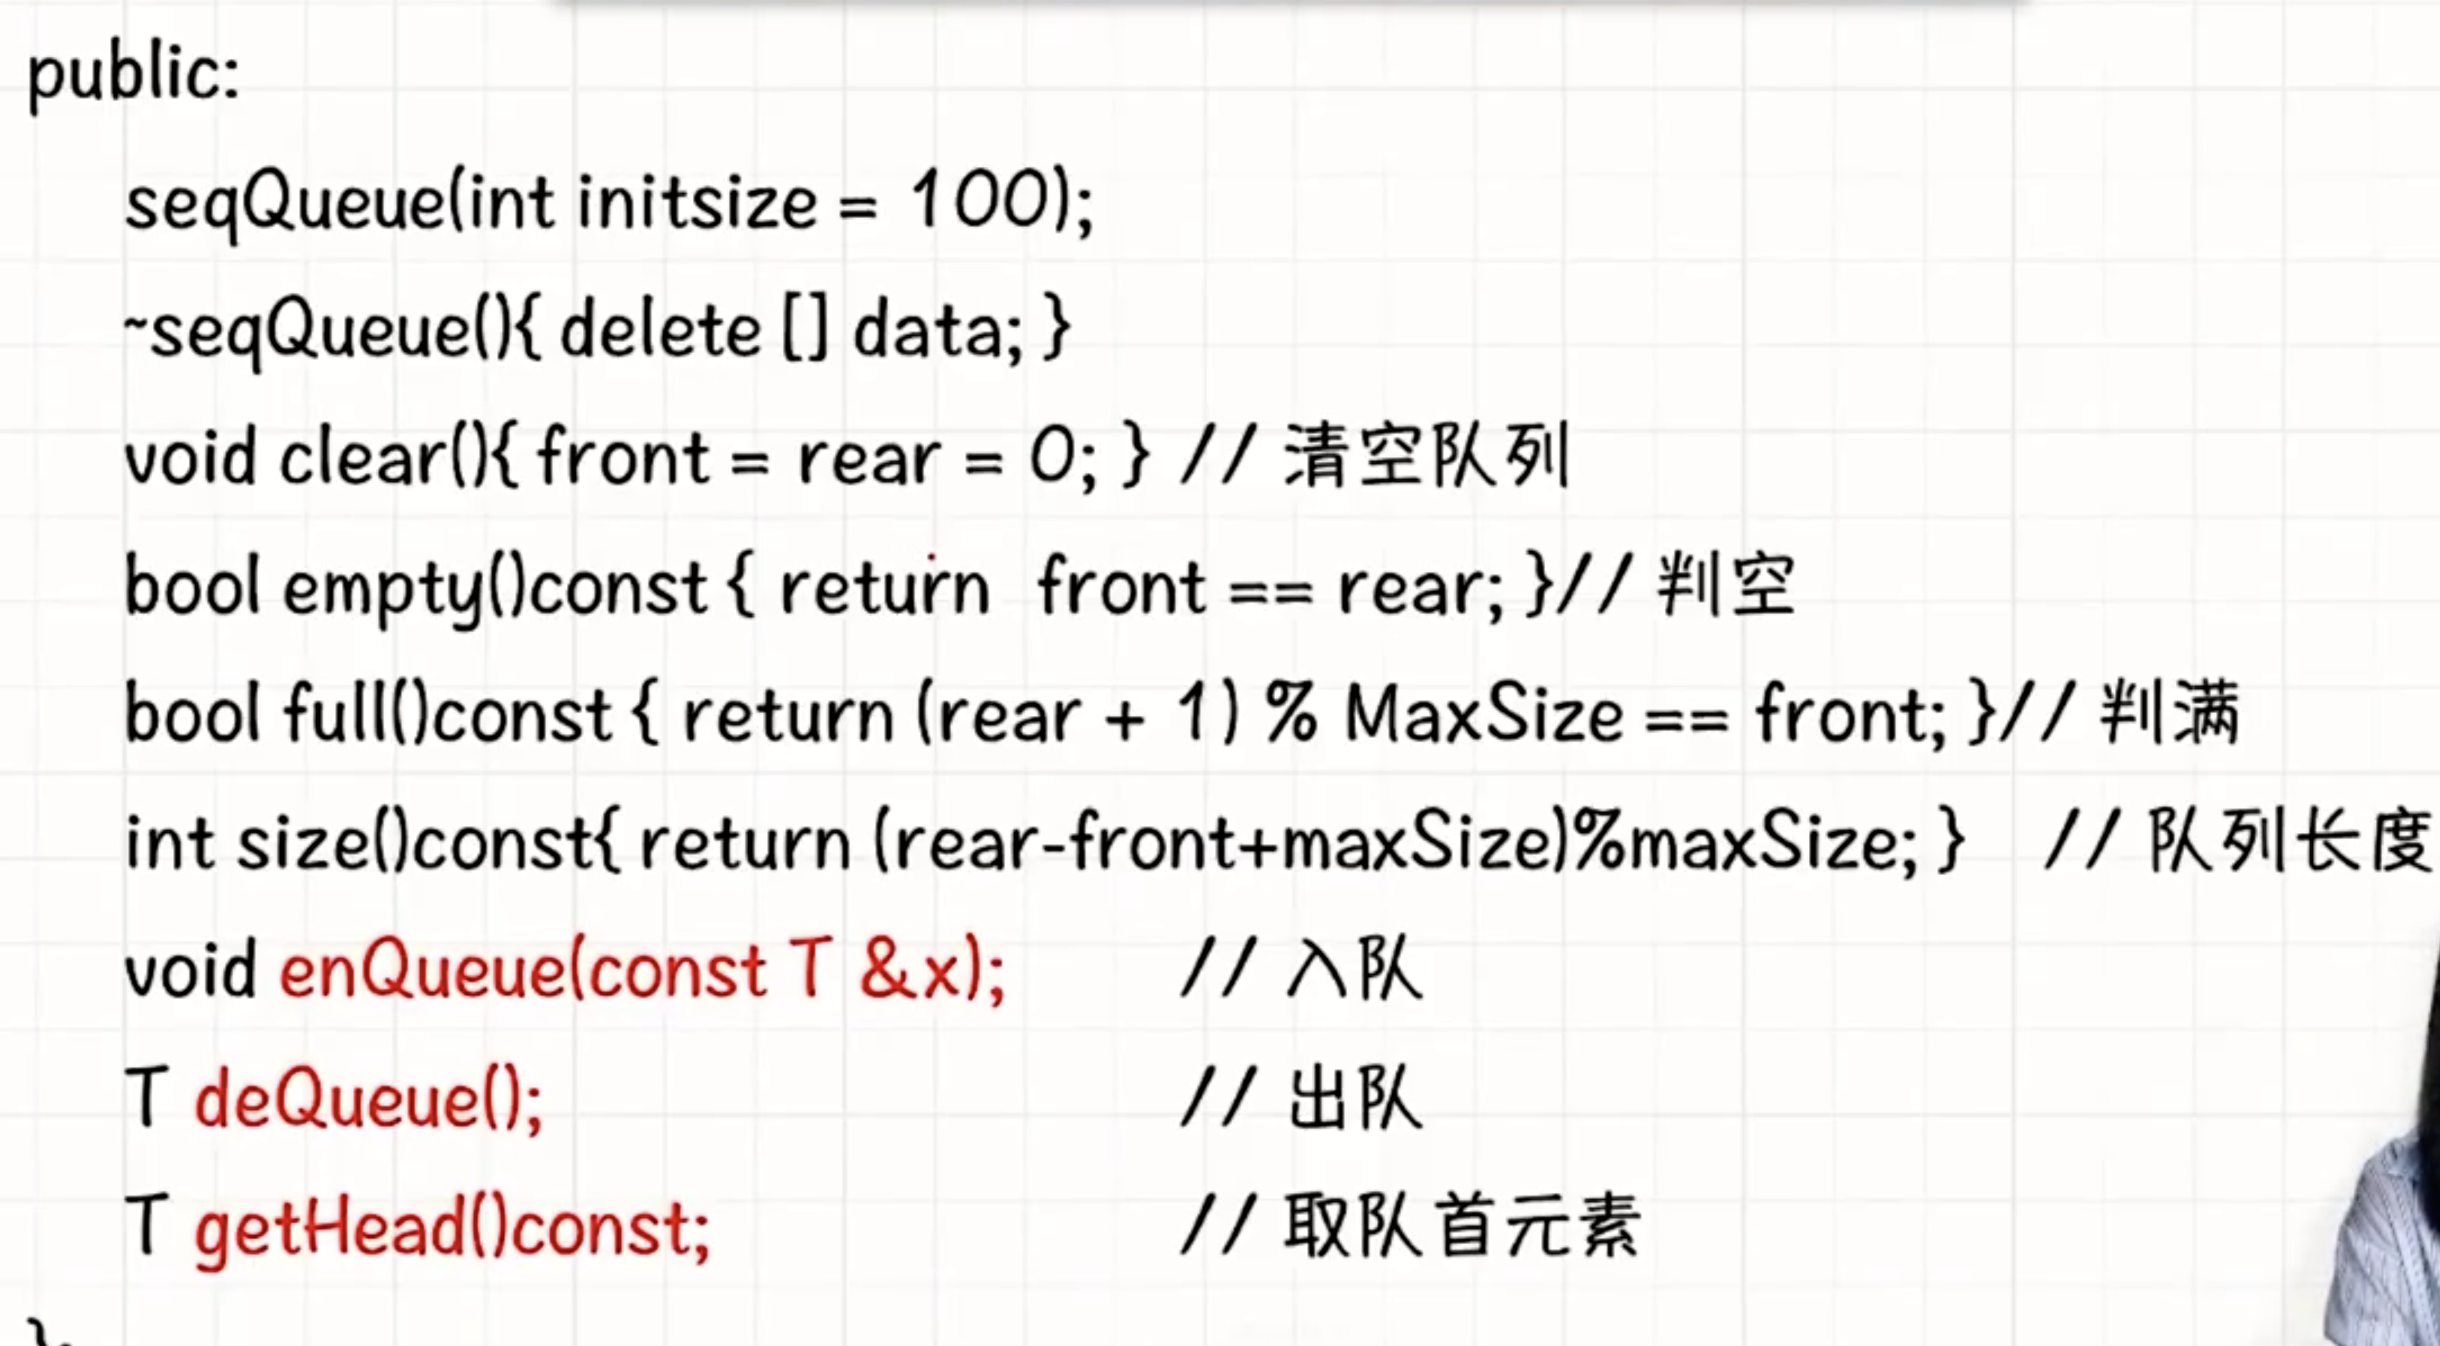 public:
seqQueue(int initsize = 100);
~seqQueue(){ delete [] data; }
void clear(){ front = rear = 0; } // 清空队列
bool empty()const { return front == rear; }// 判空
bool full()const { return (rear + 1) % MaxSize == front; }// 判满
int size()const{ return (rear-front+maxSize)%maxSize; } // 队列长度
void enQueue(const T &x); // 入队
T deQueue(); // 出队
T getHead()const; // 取队首元素
};